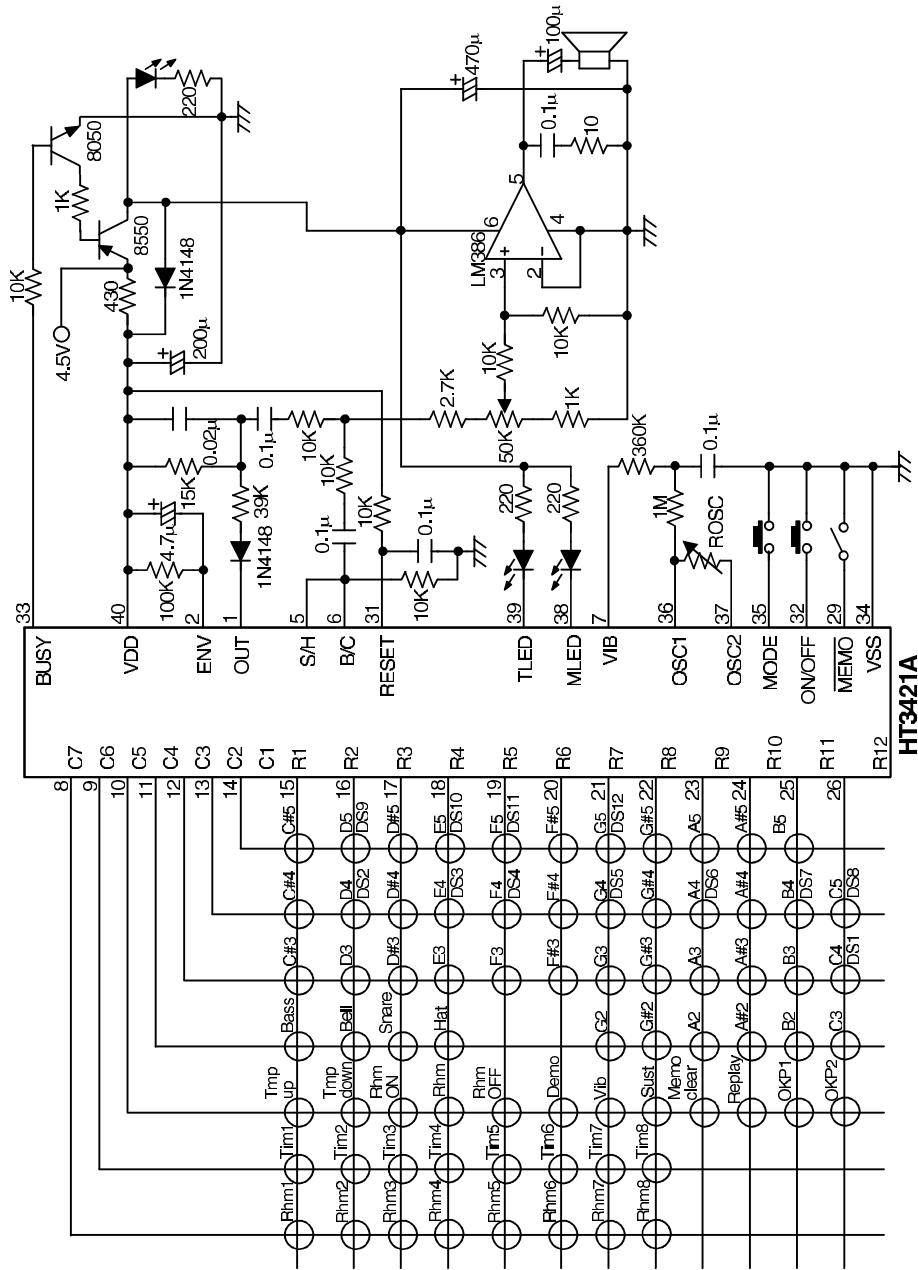 10K
8050
1K
8550
4.5V
430
1N4148
200µ
+
220
470µ
+
100µ
+
0.1µ
10
5
6
4
LM386
3
+
2
-
10K
10K
2.7K
50K
1K
0.02µ
15K
4.7µ
+
100K
39K
1N4148
0.1µ
10K
10K
0.1µ
10K
0.1µ
10K
220
220
360K
0.1µ
1M
ROSC
33
40
2
1
5
6
31
39
38
7
36
37
35
32
29
34
BUSY
VDD
ENV
OUT
S/H
B/C
RESET
TLED
MLED
VIB
OSC1
OSC2
MODE
ON/OFF
MEMO
VSS
HT3421A
C7
C6
C5
C4
C3
C2
C1
R1
R2
R3
R4
R5
R6
R7
R8
R9
R10
R11
R12
8
9
10
11
12
13
14
15
16
17
18
19
20
21
22
23
24
25
26
C#5
D5
DS9
D#5
E5
DS10
F5
DS11
F#5
G5
DS12
G#5
A5
A#5
B5
C#4
D4
DS2
D#4
E4
DS3
F4
DS4
F#4
G4
DS5
G#4
A4
DS6
A#4
B4
DS7
C5
DS8
C#3
D3
D#3
E3
F3
F#3
G3
G#3
A3
A#3
B3
C4
DS1
Bass
Bell
Snare
Hat
G2
G#2
A2
A#2
B2
C3
Tmp
up
Tmp
down
Rhm
ON
Rhm
Rhm
OFF
Demo
Vib
Sust
Memo
clear
Replay
OKP1
OKP2
Tim1
Tim2
Tim3
Tim4
Tim5
Tim6
Tim7
Tim8
Rhm1
Rhm2
Rhm3
Rhm4
Rhm5
Rhm6
Rhm7
Rhm8